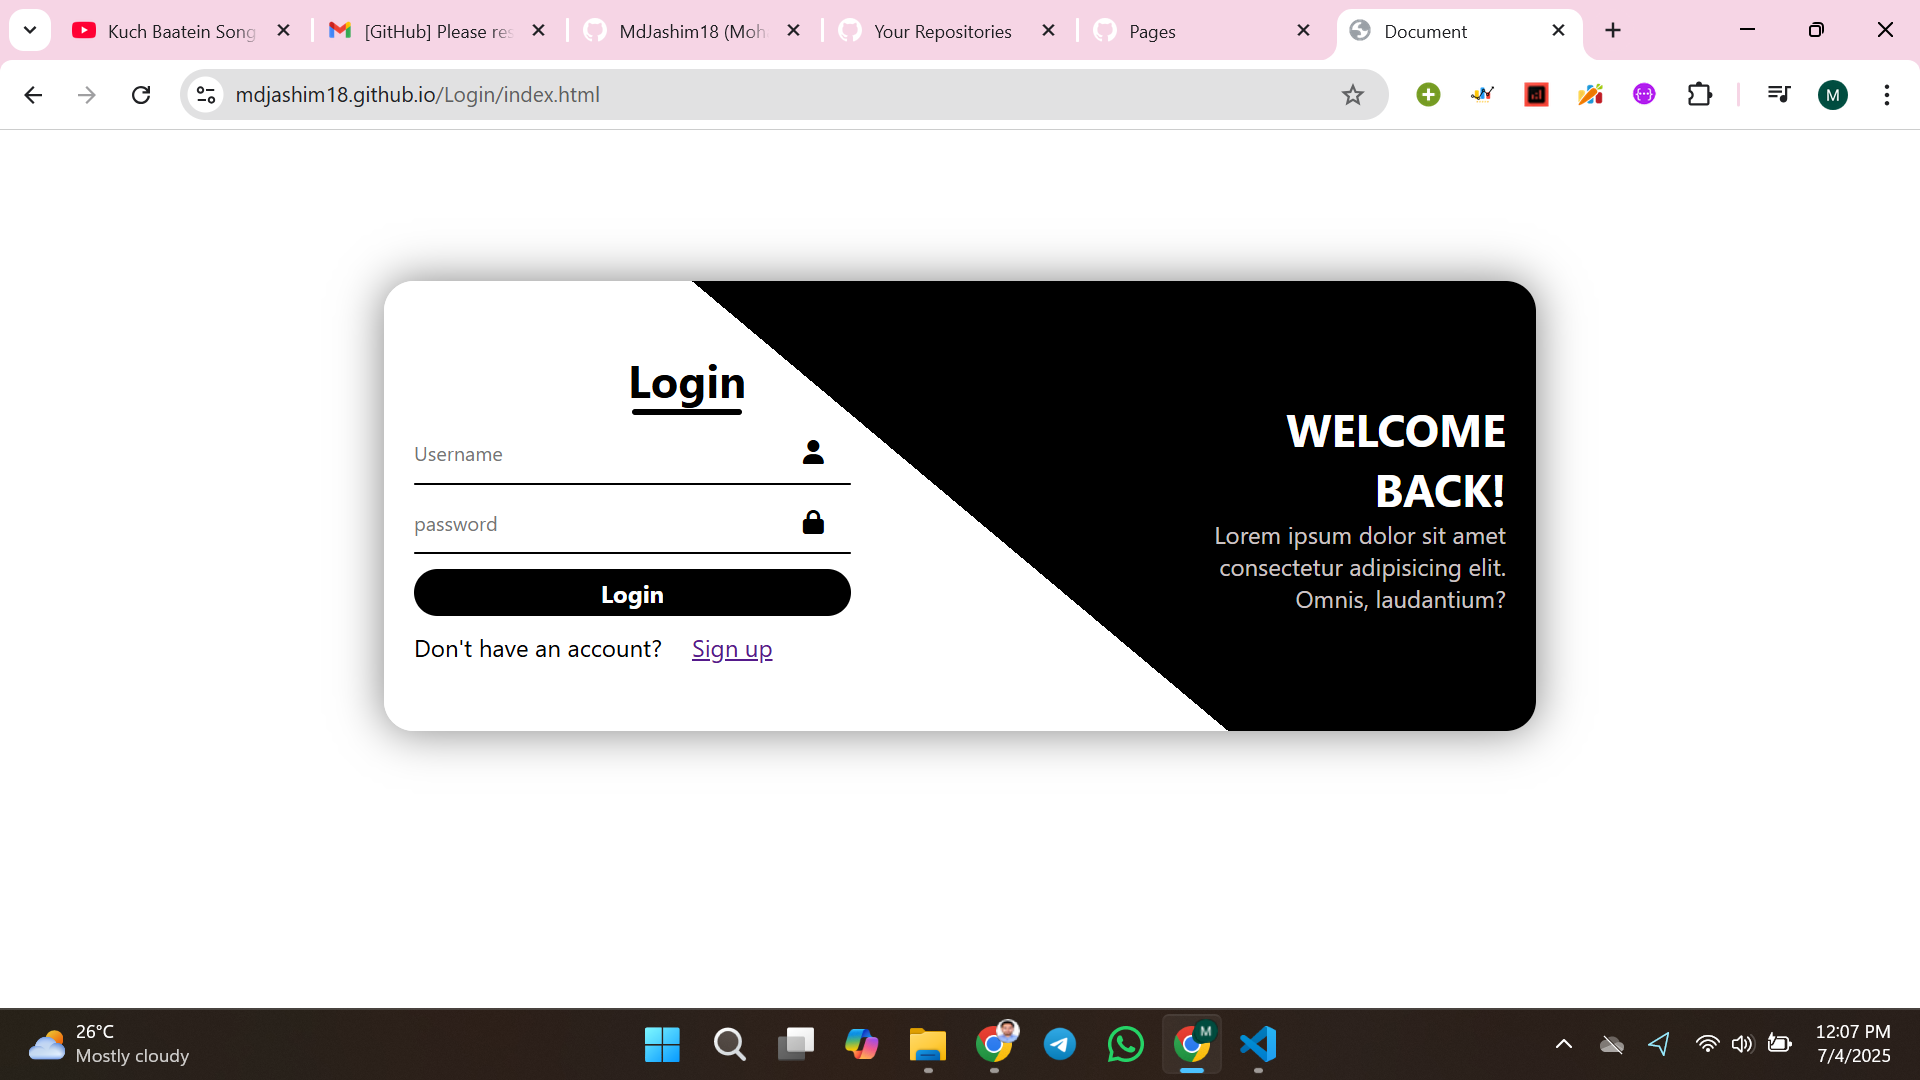 Kuch Baatein Song
[GitHub] Please res
MdJashim18 (Moh
Your Repositories
Pages
Document
mdjashim18.github.io/Login/index.html
M
Login
Username
password
Login
Don't have an account? Sign up
WELCOME
BACK!
Lorem ipsum dolor sit amet
consectetur adipisicing elit.
Omnis, laudantium?
26°C
Mostly cloudy
M
12:07 PM
7/4/2025